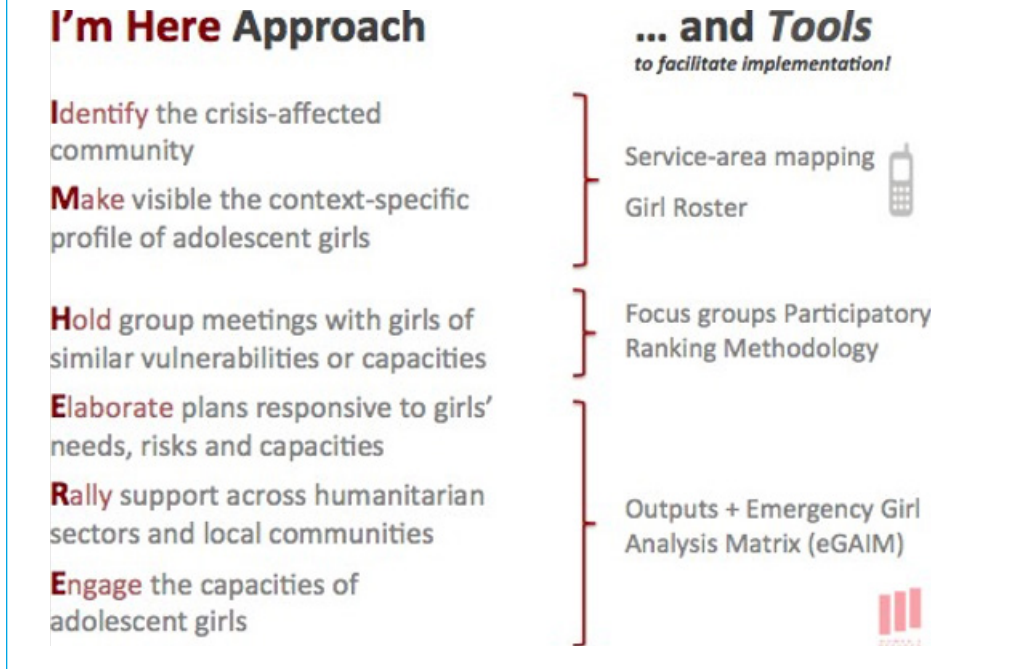 I'm Here Approach
... and Tools
to facilitate implementation!
Identify the crisis-affected
community
Make visible the context-specific
profile of adolescent girls
Service-area mapping
Girl Roster
Hold group meetings with girls of
similar vulnerabilities or capacities
Focus groups Participatory
Ranking Methodology
Elaborate plans responsive to girls'
needs, risks and capacities
Rally support across humanitarian
sectors and local communities
Engage the capacities of
adolescent girls
Outputs + Emergency Girl
Analysis Matrix (eGAIM)